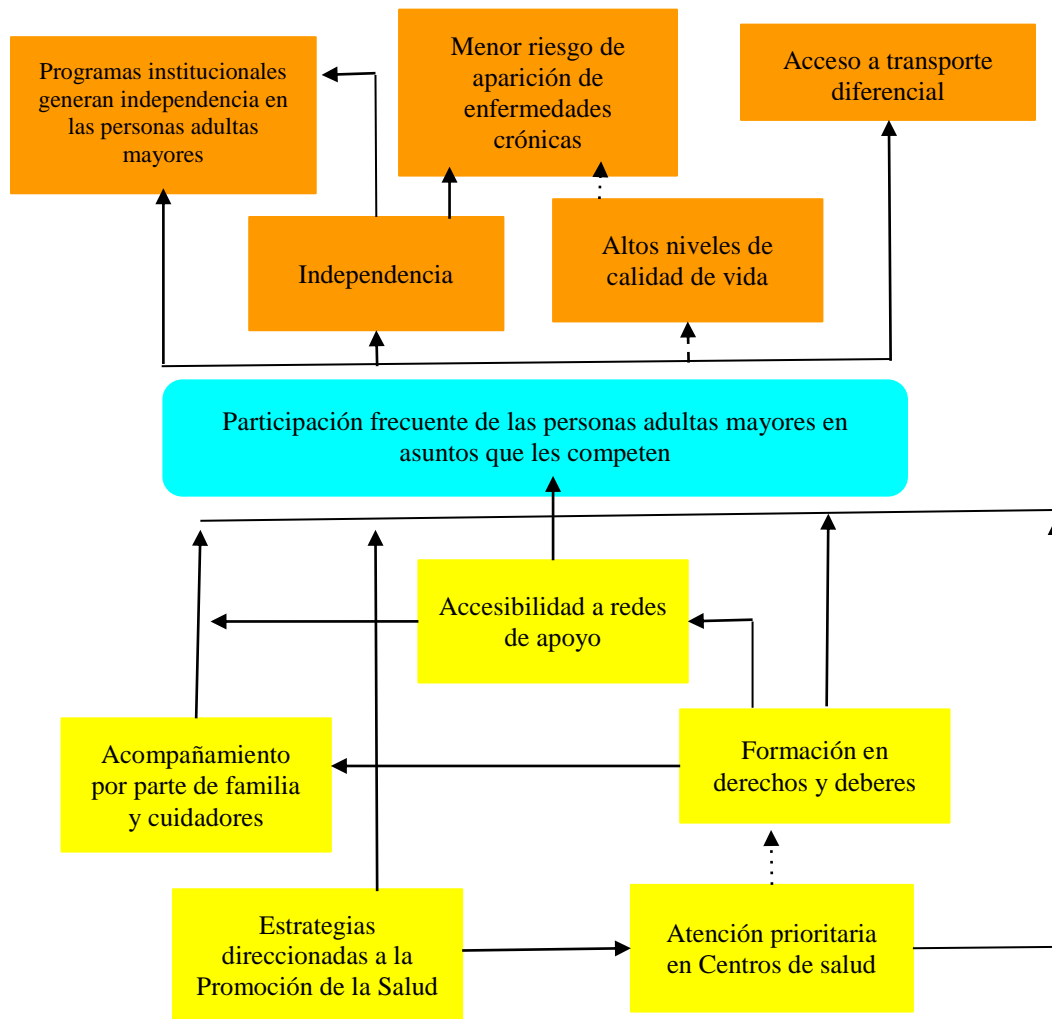 Programas institucionales
generan independencia en
las personas adultas
mayores
Menor riesgo de
aparición de
enfermedades
crónicas
Acceso a transporte
diferencial
Independencia
Altos niveles de
calidad de vida
Participación frecuente de las personas adultas mayores en
asuntos que les competen
Accesibilidad a redes
de apoyo
Acompañamiento
por parte de familia
y cuidadores
Formación en
derechos y deberes
Estrategias
direccionadas a la
Promoción de la Salud
Atención prioritaria
en Centros de salud